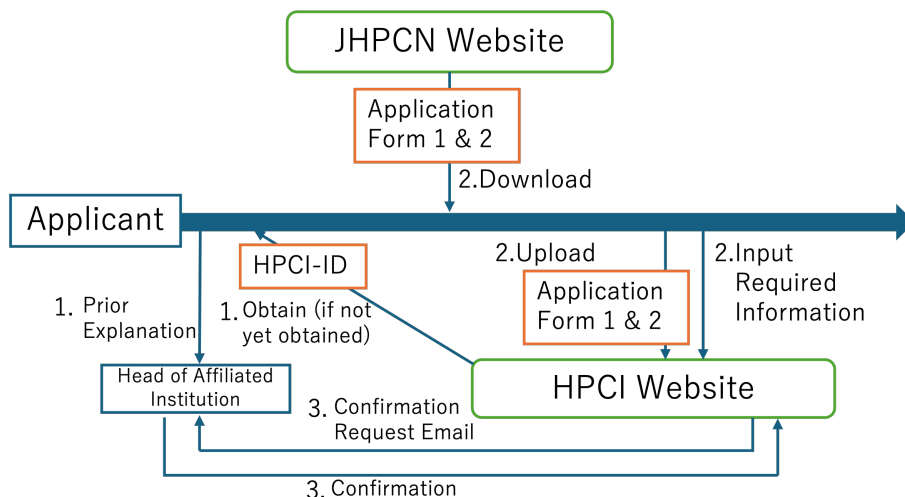 JHPCN Website
Application
Form 1 & 2
2.Download
Applicant
HPCI-ID
2.Upload
2.Input
Required
Information
Application
Form 1 & 2
1. Prior
Explanation
1.Obtain (if not
yet obtained)
Head of Affiliated
Institution
HPCI Website
3. Confirmation
Request Email
3. Confirmation